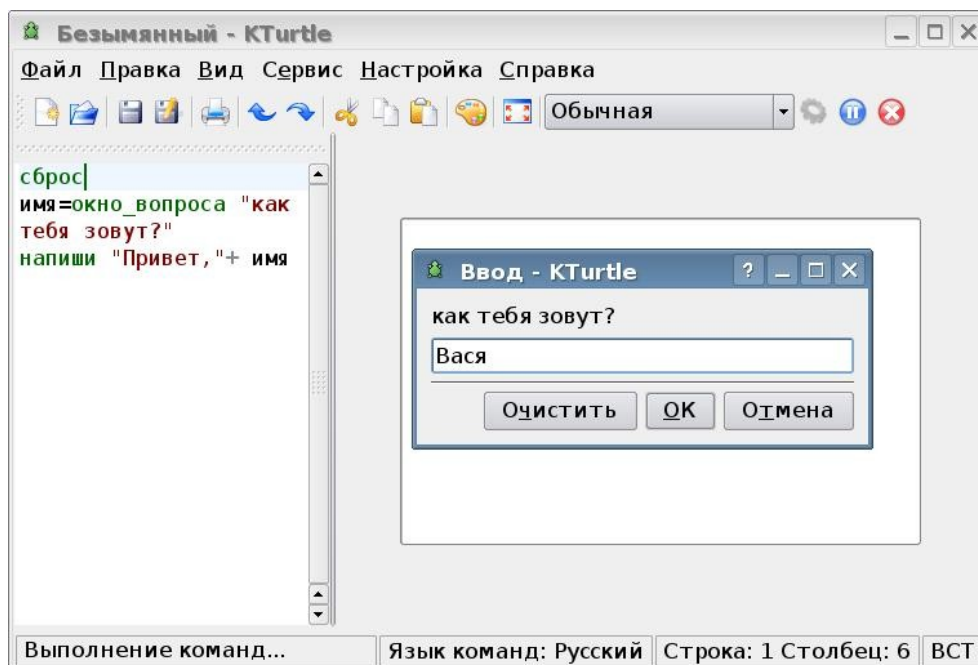 Безымянный - KTurtle
Файл Правка Вид Сервис Настройка Справка
Обычная
сброс
имя=окно_вопроса "как
тебя зовут?"
напиши "Привет,"+ имя
Ввод - KTurtle
как тебя зовут?
Вася
Очистить OK Отмена
Выполнение команд... Язык команд: Русский Строка: 1 Столбец: 6 ВСТ